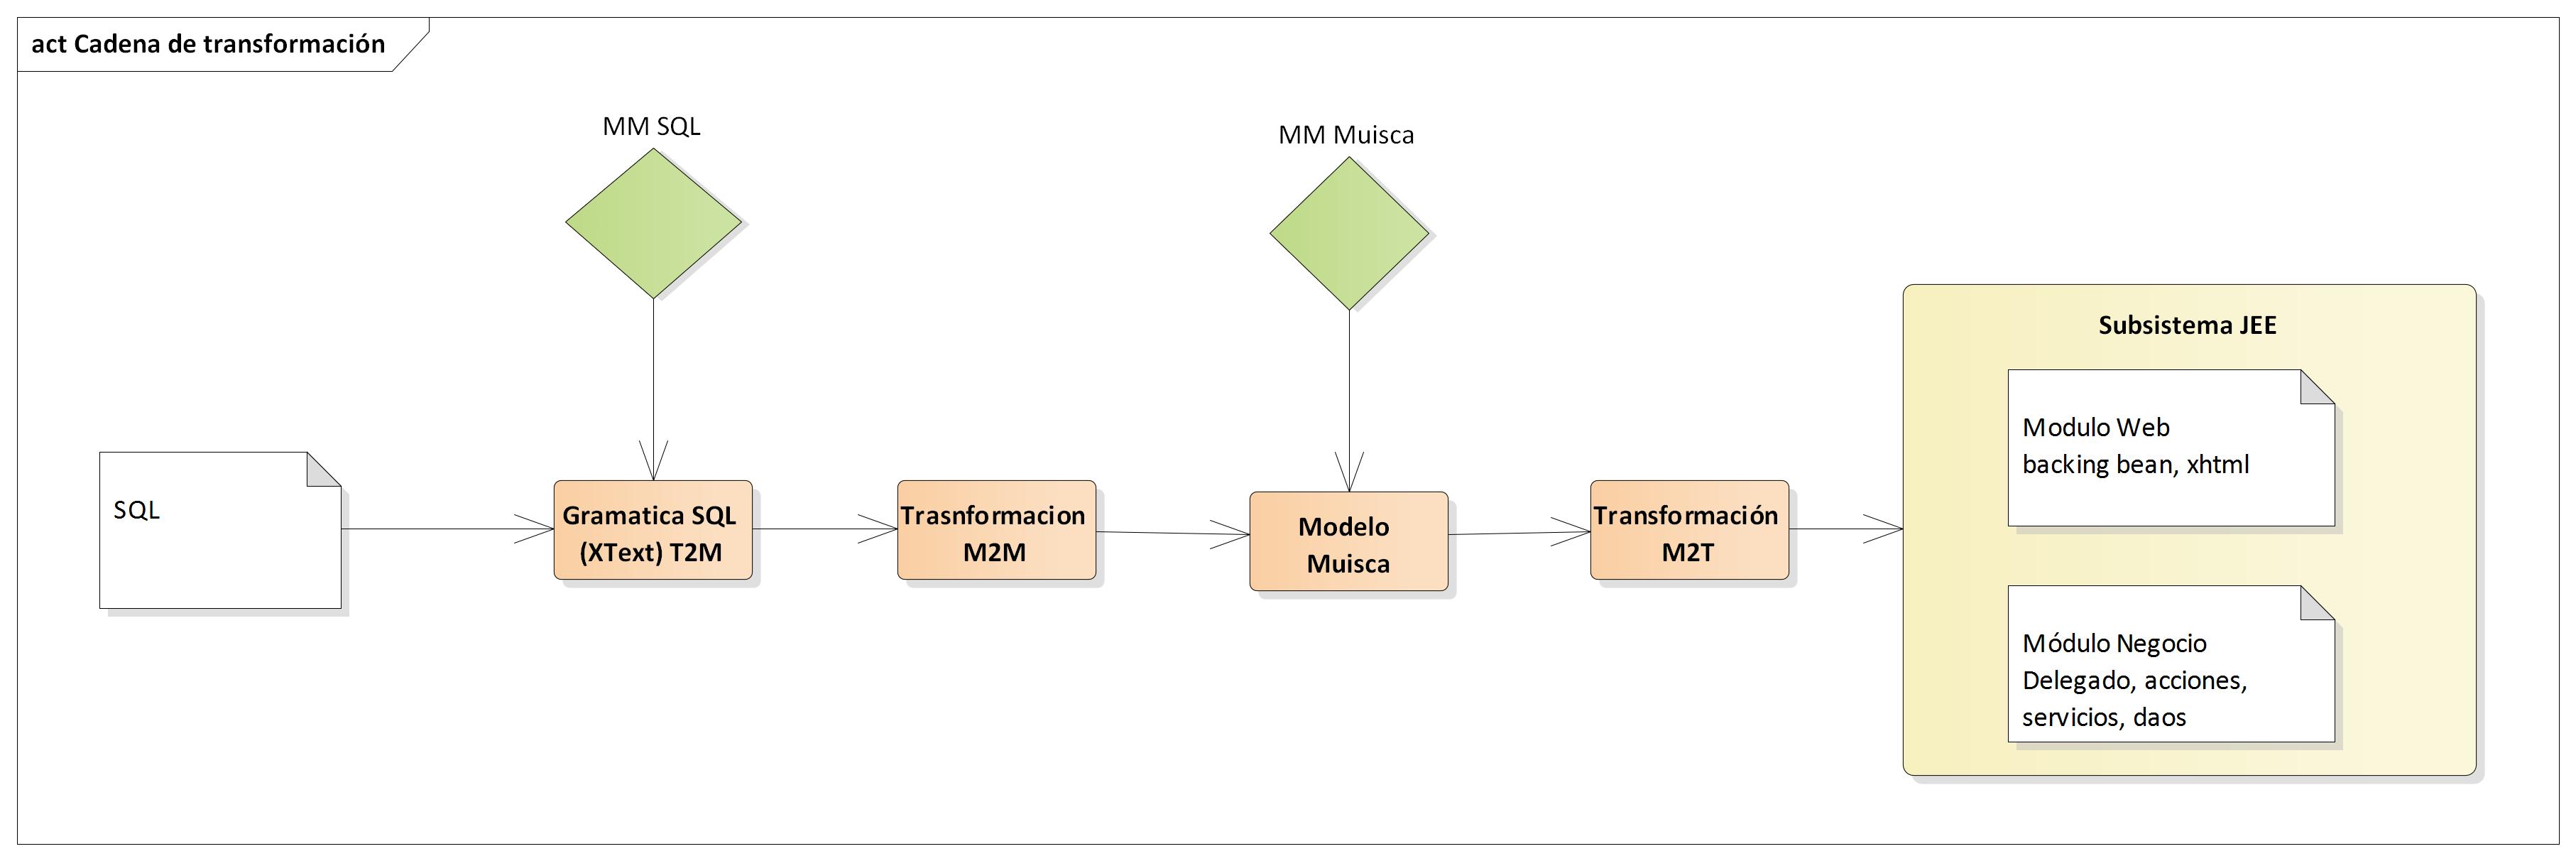 act Cadena de transformación
MM SQL
MM Muisca
SQL
Gramatica SQL
(XText) T2M
Trasnformacion
M2M
Modelo
Muisca
Transformación
M2T
Subsistema JEE
Modulo Web
backing bean, xhtml
Módulo Negocio
Delegado, acciones,
servicios, daos